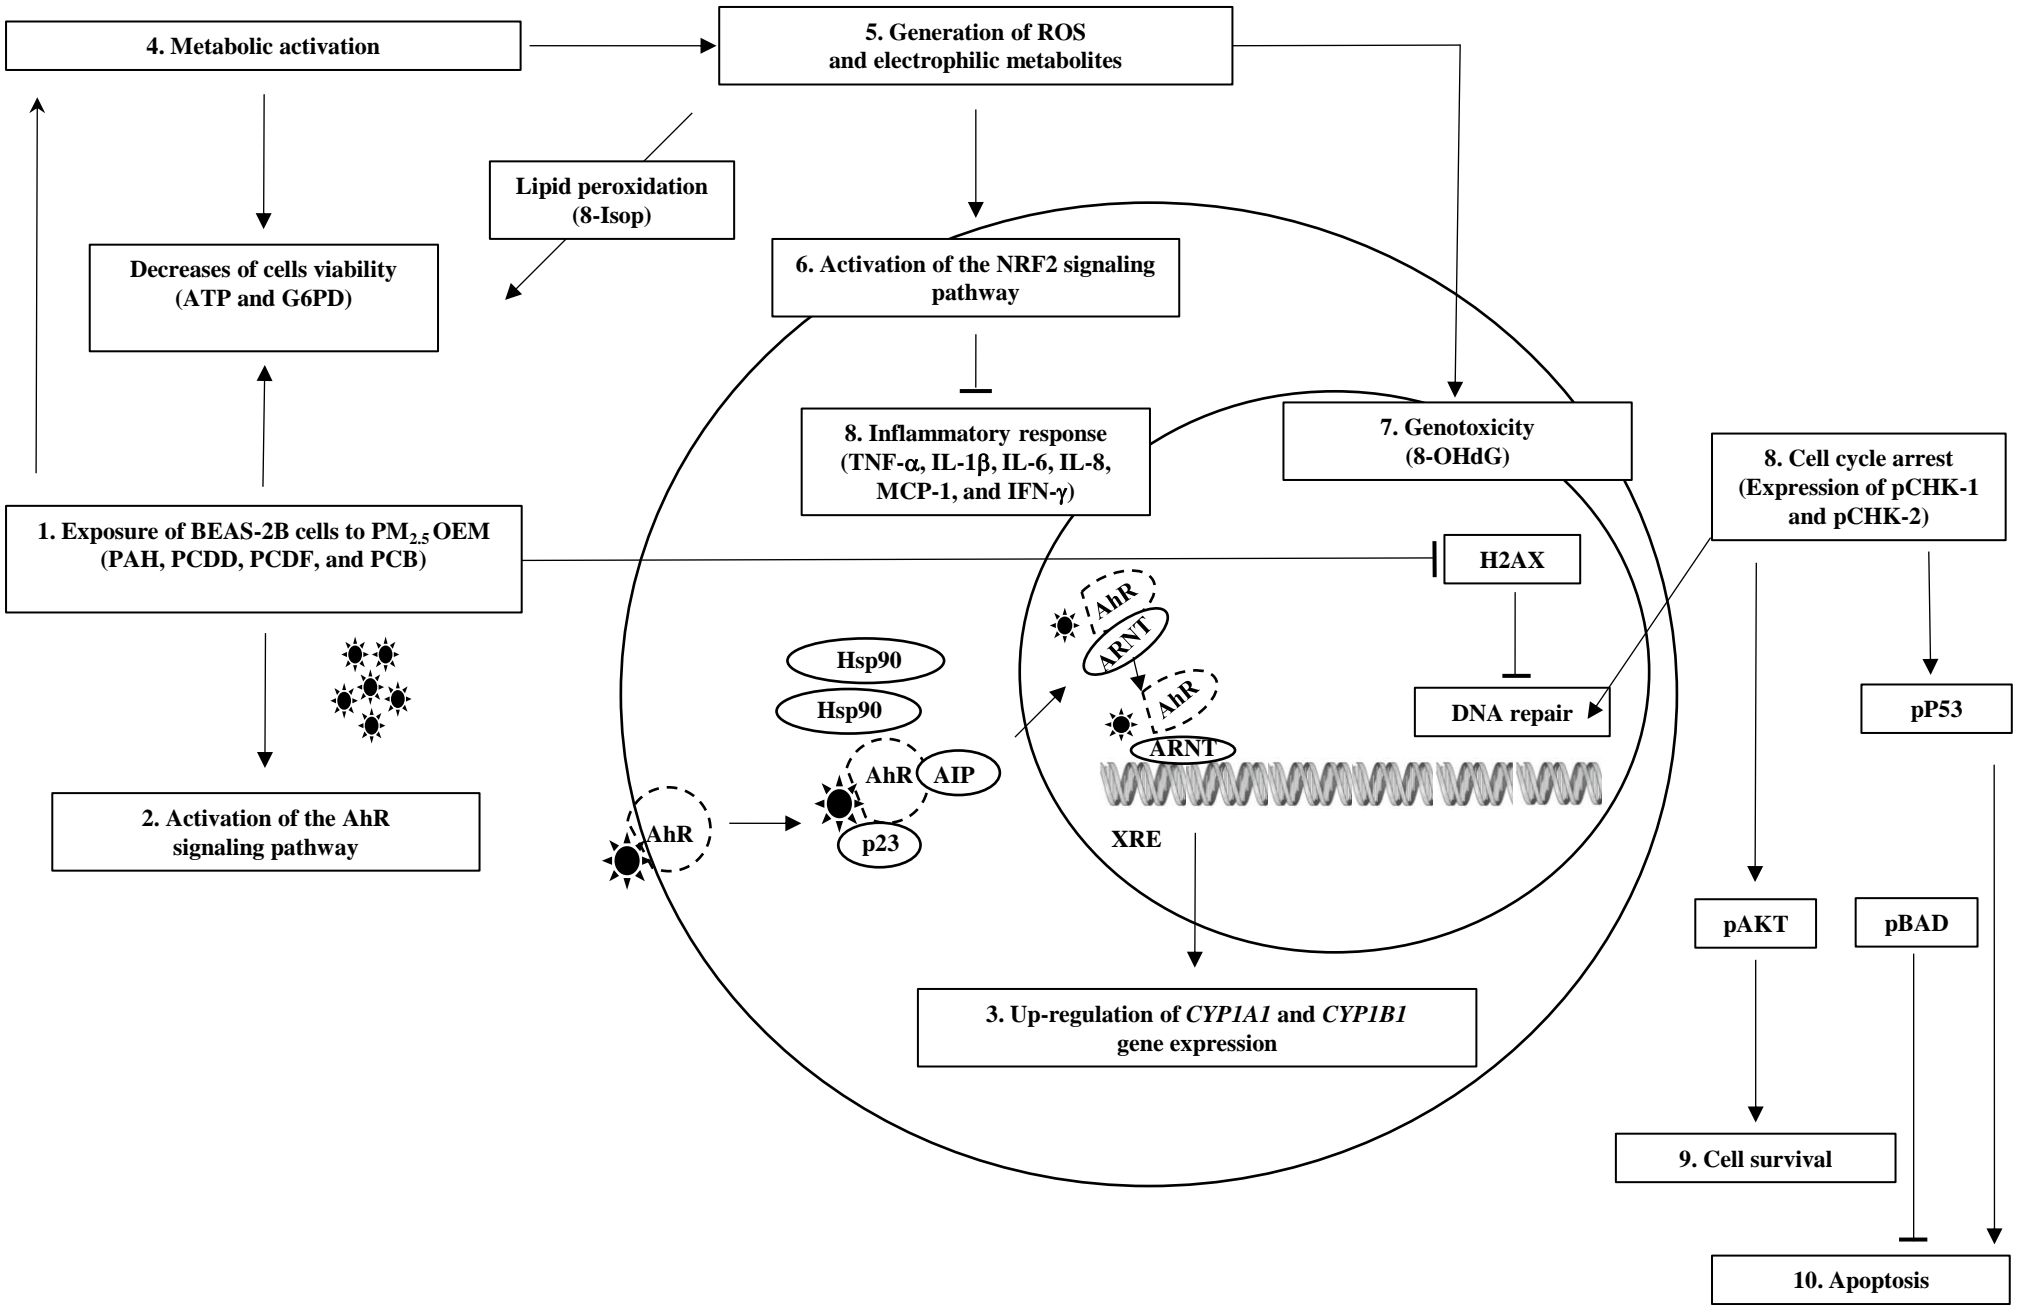 4. Metabolic activation
5. Generation of ROS
and electrophilic metabolites
Lipid peroxidation
(8-Isop)
Decreases of cells viability
(ATP and G6PD)
6. Activation of the NRF2 signaling
pathway
8. Inflammatory response
(TNF-α, IL-1β, IL-6, IL-8,
MCP-1, and IFN-γ)
7. Genotoxicity
(8-OHdG)
8. Cell cycle arrest
(Expression of pCHK-1
and pCHK-2)
1. Exposure of BEAS-2B cells to PM2.5 OEM
(PAH, PCDD, PCDF, and PCB)
H2AX
AhR
ARNT
Hsp90
Hsp90
AhR
ARNT
DNA repair
pP53
AhR
AIP
p23
AhR
XRE
2. Activation of the AhR
signaling pathway
pAKT
pBAD
3. Up-regulation of CYP1A1 and CYP1B1
gene expression
9. Cell survival
10. Apoptosis